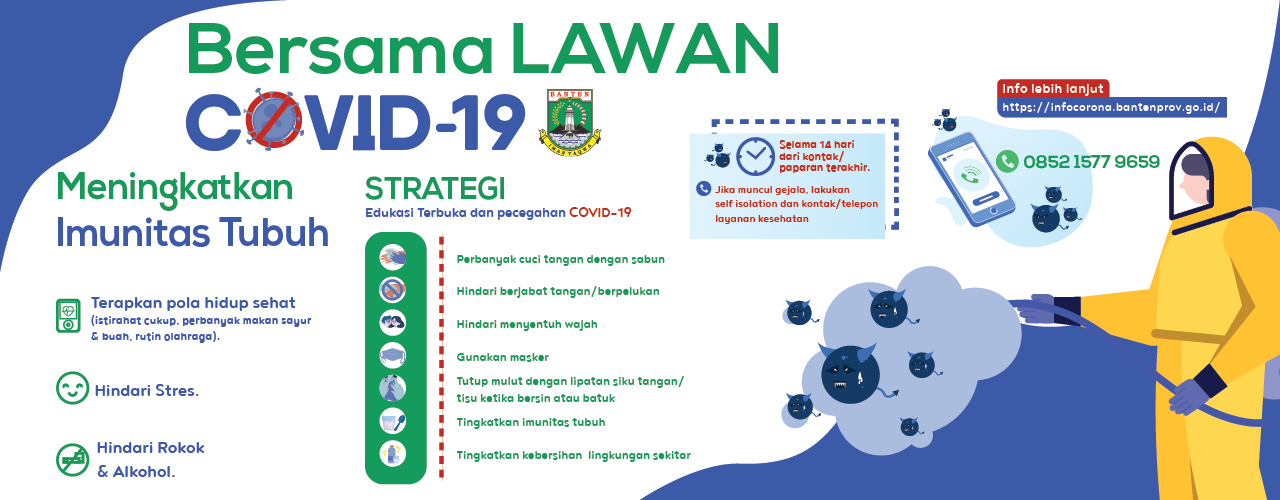 Bersama LAWAN
COVID-19
BANTEN
IMAN TAQWA
Meningkatkan
Imunitas Tubuh
Terapkan pola hidup sehat
(istirahat cukup, perbanyak makan sayur
& buah, rutin olahraga).
Hindari Stres.
Hindari Rokok
& Alkohol.
STRATEGI
Edukasi Terbuka dan pecegahan COVID-19
Perbanyak cuci tangan dengan sabun
Hindari berjabat tangan/berpelukan
Hindari menyentuh wajah
Gunakan masker
Tutup mulut dengan lipatan siku tangan/
tisu ketika bersin atau batuk
Tingkatkan imunitas tubuh
Tingkatkan kebersihan lingkungan sekitar
Selama 14 hari
dari kontak/
paparan terakhir.
Jika muncul gejala, lakukan
self isolation dan kontak/telepon
layanan kesehatan
Info lebih lanjut
https://infocorona.bantenprov.go.id/
0852 1577 9659